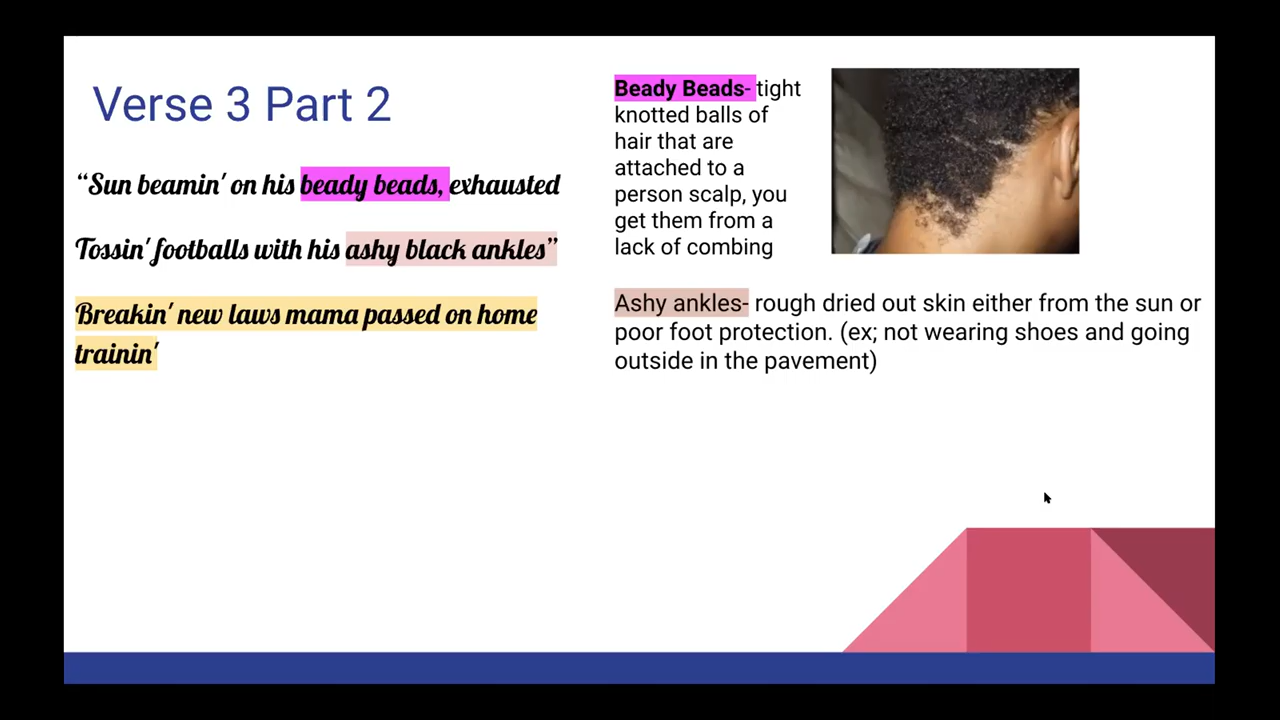 Verse 3 Part 2
“Sun beamin' on his beady beads, exhausted
Tossin' footballs with his ashy black ankles”
Breakin' new laws mama passed on home
trainin'
Beady Beads- tight
knotted balls of
hair that are
attached to a
person scalp, you
get them from a
lack of combing
Ashy ankles- rough dried out skin either from the sun or
poor foot protection. (ex; not wearing shoes and going
outside in the pavement)